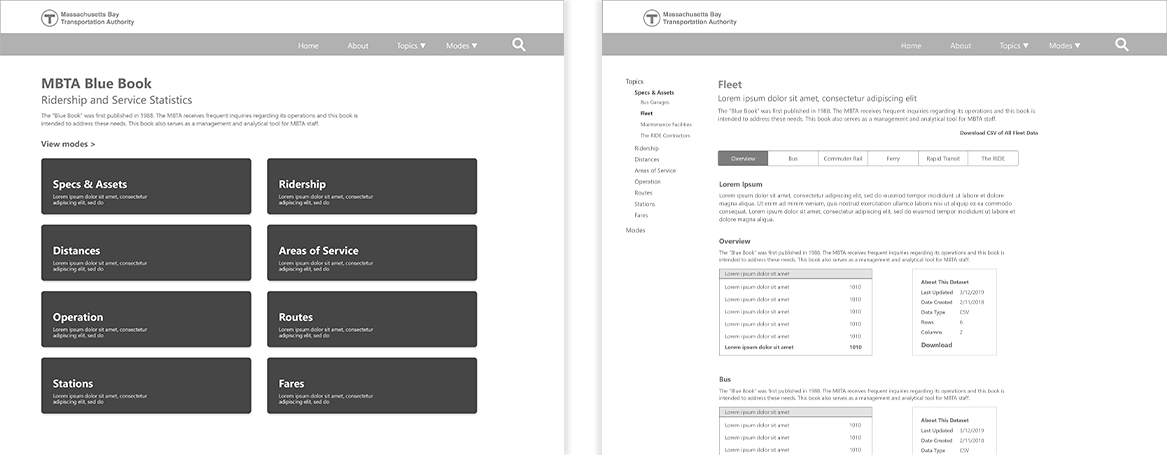 Massachusetts Bay
Transportation Authority
Home About Topics ▼ Modes ▼
MBTA Blue Book
Ridership and Service Statistics
The "Blue Book" was first published in 1988. The MBTA receives frequent inquiries regarding its operations and this book is
intended to address these needs. This book also serves as a management and analytical tool for MBTA staff.
View modes >
Specs & Assets
Lorem ipsum dolor sit amet, consectetur
adipiscing elit, sed do
Ridership
Lorem ipsum dolor sit amet, consectetur
adipiscing elit, sed do
Distances
Lorem ipsum dolor sit amet, consectetur
adipiscing elit, sed do
Areas of Service
Lorem ipsum dolor sit amet, consectetur
adipiscing elit, sed do
Operation
Lorem ipsum dolor sit amet, consectetur
adipiscing elit, sed do
Routes
Lorem ipsum dolor sit amet, consectetur
adipiscing elit, sed do
Stations
Lorem ipsum dolor sit amet, consectetur
adipiscing elit, sed do
Fares
Lorem ipsum dolor sit amet, consectetur
adipiscing elit, sed do
Massachusetts Bay
Transportation Authority
Home About Topics ▼ Modes ▼
Topics
Specs & Assets
Bus Garages
Fleet
Maintenance Facilities
The RIDE Contractors
Ridership
Distances
Areas of Service
Operation
Routes
Stations
Fares
Modes
Fleet
Lorem ipsum dolor sit amet, consectetur adipiscing elit
The "Blue Book" was first published in 1988. The MBTA receives frequent inquiries regarding its operations and this book is
intended to address these needs. This book also serves as a management and analytical tool for MBTA staff.
Download CSV of All Fleet Data
Overview Bus Commuter Rail Ferry Rapid Transit The RIDE
Lorem Ipsum
Lorem ipsum dolor sit amet, consectetur adipiscing elit, sed do eiusmod tempor incididunt ut labore et dolore
magna aliqua. Ut enim ad minim veniam, quis nostrud exercitation ullamco laboris nisi ut aliquip ex ea commodo
consequat. Lorem ipsum dolor sit amet, consectetur adipiscing elit, sed do eiusmod tempor incididunt ut labore et
dolore magna aliqua.
Overview
The "Blue Book" was first published in 1988. The MBTA receives frequent inquiries regarding its operations and this book is
intended to address these needs. This book also serves as a management and analytical tool for MBTA staff.
Lorem ipsum dolor sit amet
Lorem ipsum dolor sit amet 1010
Lorem ipsum dolor sit amet 1010
Lorem ipsum dolor sit amet 1010
Lorem ipsum dolor sit amet 1010
Lorem ipsum dolor sit amet 1010
Lorem ipsum dolor sit amet 1010
About This Dataset
Last Updated 3/12/2019
Date Created 2/11/2018
Data Type CSV
Rows 6
Columns 2
Download
Bus
The "Blue Book" was first published in 1988. The MBTA receives frequent inquiries regarding its operations and this book is
intended to address these needs. This book also serves as a management and analytical tool for MBTA staff.
Lorem ipsum dolor sit amet
Lorem ipsum dolor sit amet 1010
Lorem ipsum dolor sit amet 1010
Lorem ipsum dolor sit amet 1010
About This Dataset
Last Updated 3/12/2019
Date Created 2/11/2018
Data Type CSV